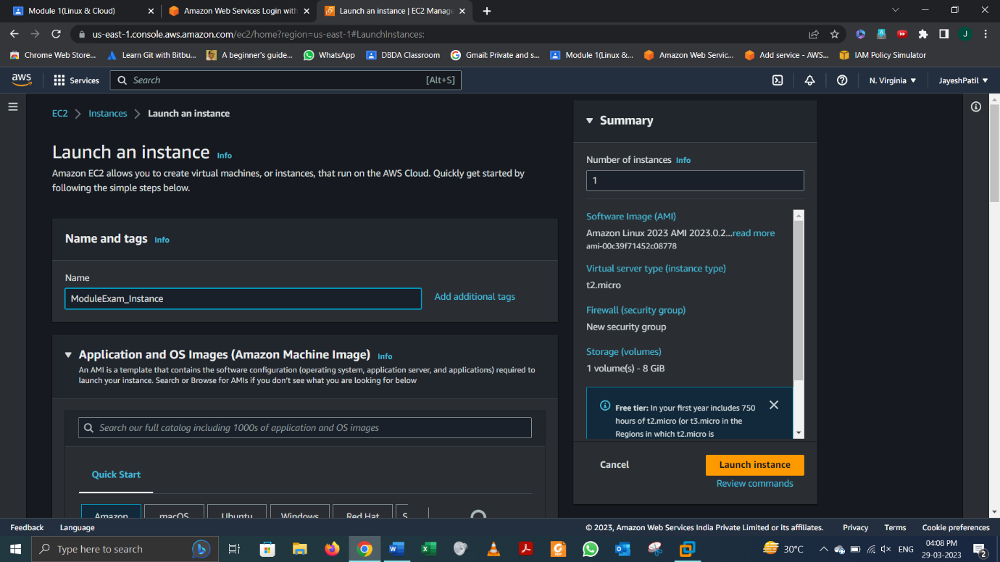 Module 1(Linux & Cloud)
Amazon Web Services Login with
Launch an instance | EC2 Manage
us-east-1.console.aws.amazon.com/ec2/home?region=us-east-1#LaunchInstances:
J
Chrome Web Store...
Learn Git with Bitbu...
A beginner's guide...
WhatsApp
DBDA Classroom
Gmail: Private and s...
Module 1(Linux &...
Amazon Web Servic...
Add service - AWS...
IAM Policy Simulator
aws
Services
Search
[Alt+S]
N. Virginia
JayeshPatil
EC2
Instances
Launch an instance
Launch an instance Info
Amazon EC2 allows you to create virtual machines, or instances, that run on the AWS Cloud. Quickly get started by
following the simple steps below.
Name and tags Info
Name
ModuleExam_Instance
Add additional tags
Application and OS Images (Amazon Machine Image) Info
An AMI is a template that contains the software configuration (operating system, application server, and applications) required to
launch your instance. Search or Browse for AMIs if you don't see what you are looking for below
Search our full catalog including 1000s of application and OS images
Quick Start
Amazon
macOS
Ubuntu
Windows
Red Hat
S
Summary
Number of instances Info
1
Software Image (AMI)
Amazon Linux 2023 AMI 2023.0.2...read more
ami-00c39f71452c08778
Virtual server type (instance type)
t2.micro
Firewall (security group)
New security group
Storage (volumes)
1 volume(s) - 8 GiB
Free tier: In your first year includes 750
hours of t2.micro (or t3.micro in the
Regions in which t2.micro is
Cancel
Launch instance
Review commands
Feedback
Language
© 2023, Amazon Web Services India Private Limited or its affiliates.
Privacy
Terms
Cookie preferences
Type here to search
30°C
ENG
04:08 PM
29-03-2023
2